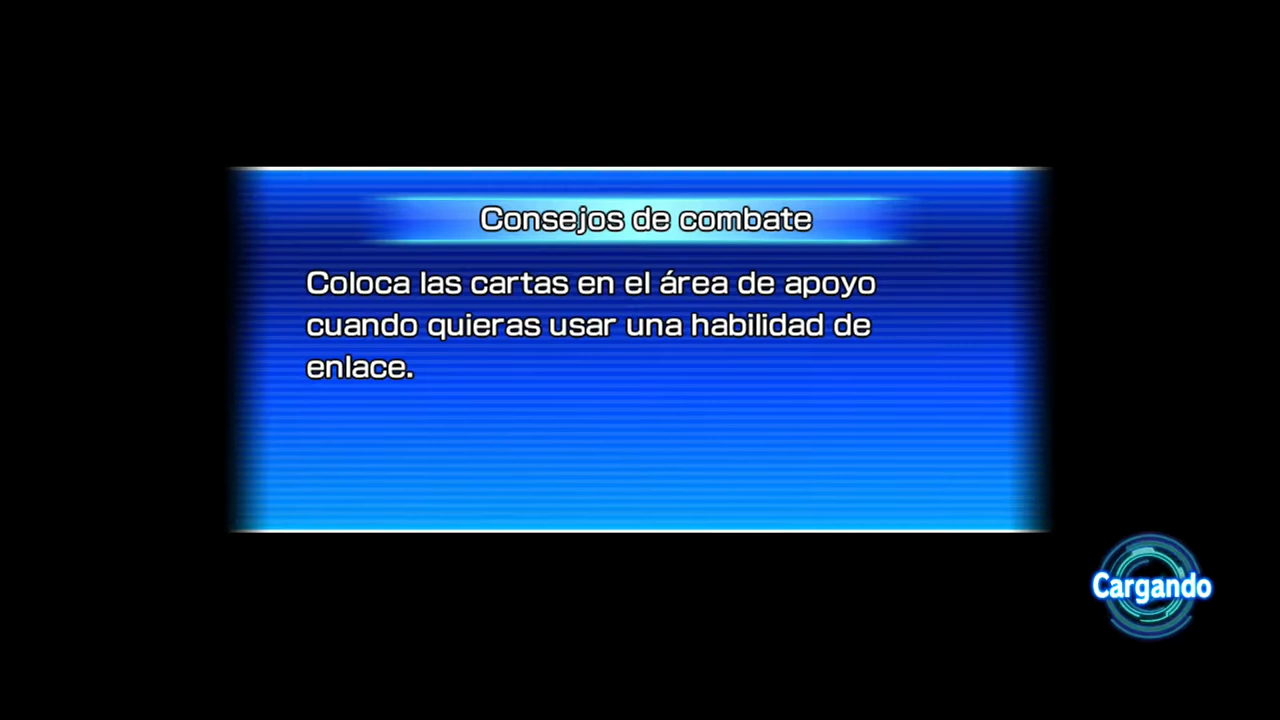 Consejos de combate
Coloca las cartas en el área de apoyo
cuando quieras usar una habilidad de
enlace.
Cargando